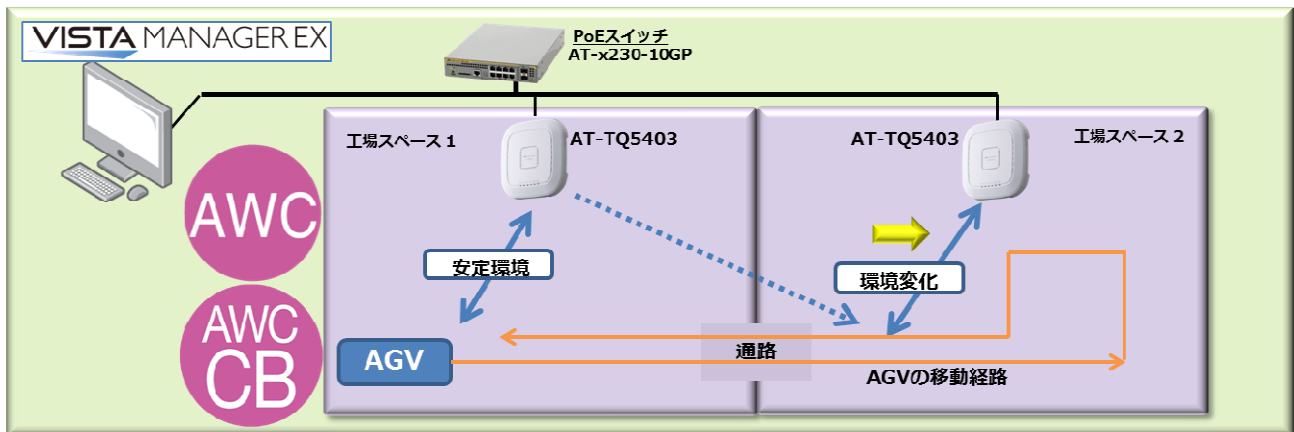 VISTA MANAGER EX
PoEスイッチ
AT-x230-10GP
工場スペース 1
AT-TQ5403
AT-TQ5403
工場スペース 2
AWC
安定環境
環境変化
AWC
CB
AGV
通路
AGVの移動経路